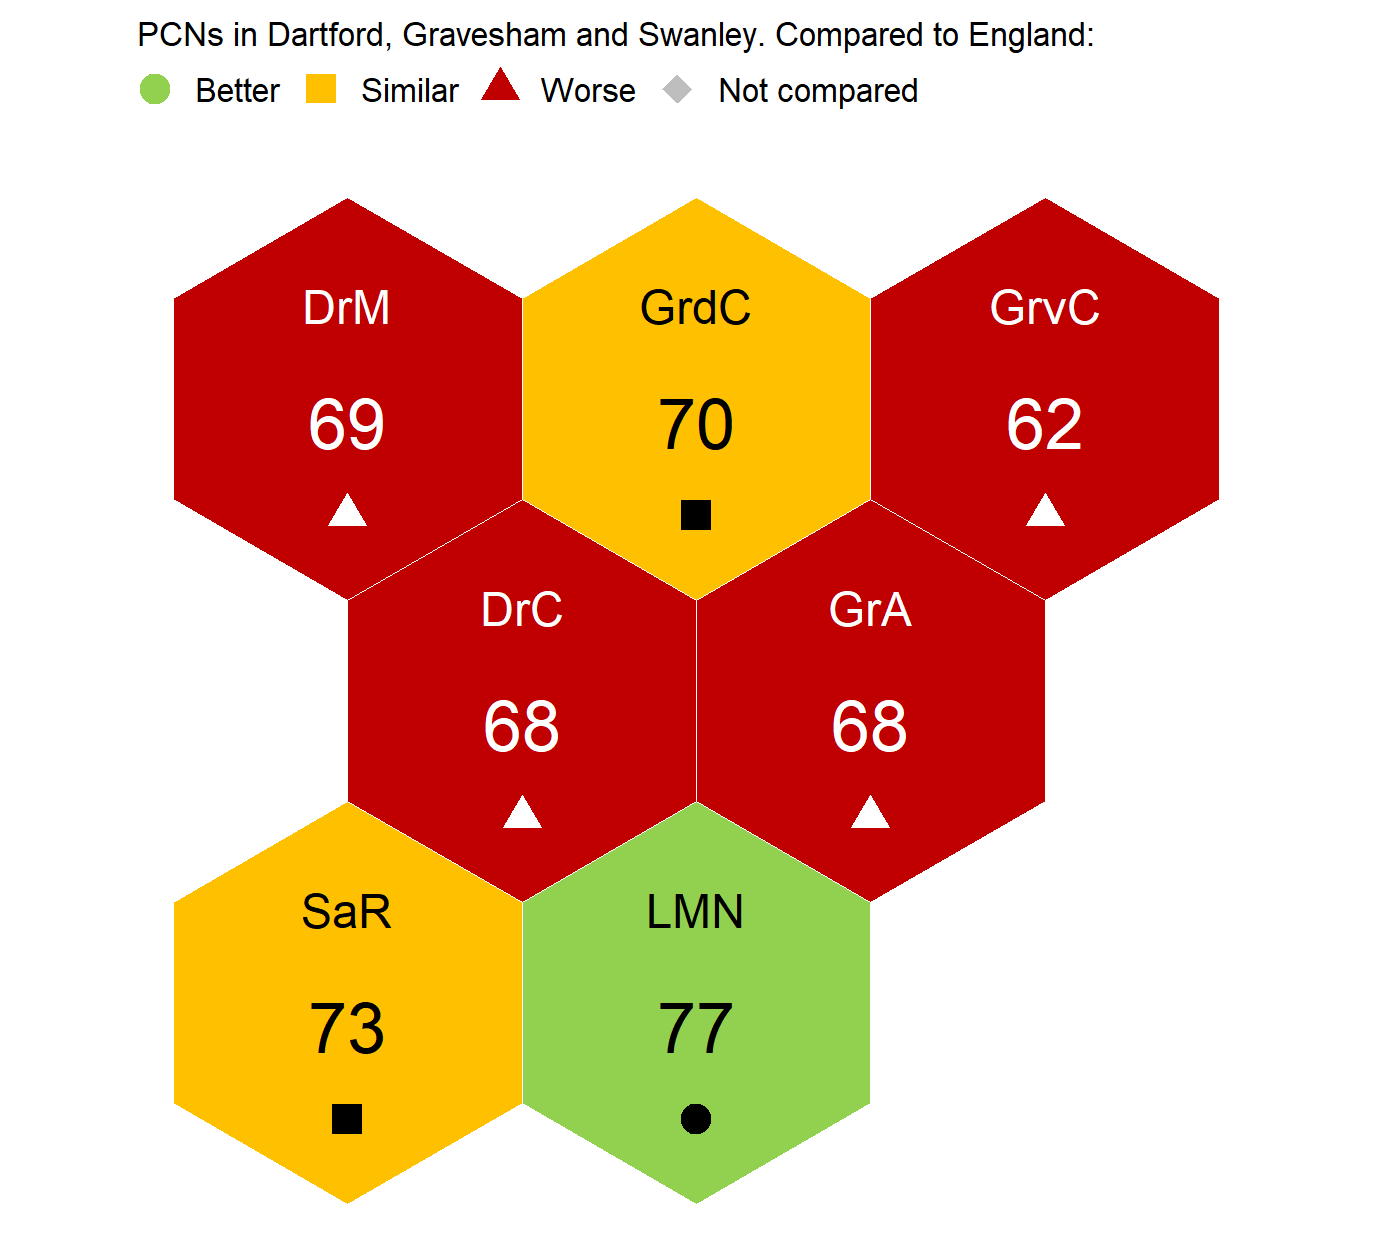 PCNs in Dartford, Gravesham and Swanley. Compared to England:
Better Similar Worse Not compared
DrM GrdC GrvC
69 70 62
DrC GrA
68 68
SaR LMN
73 77